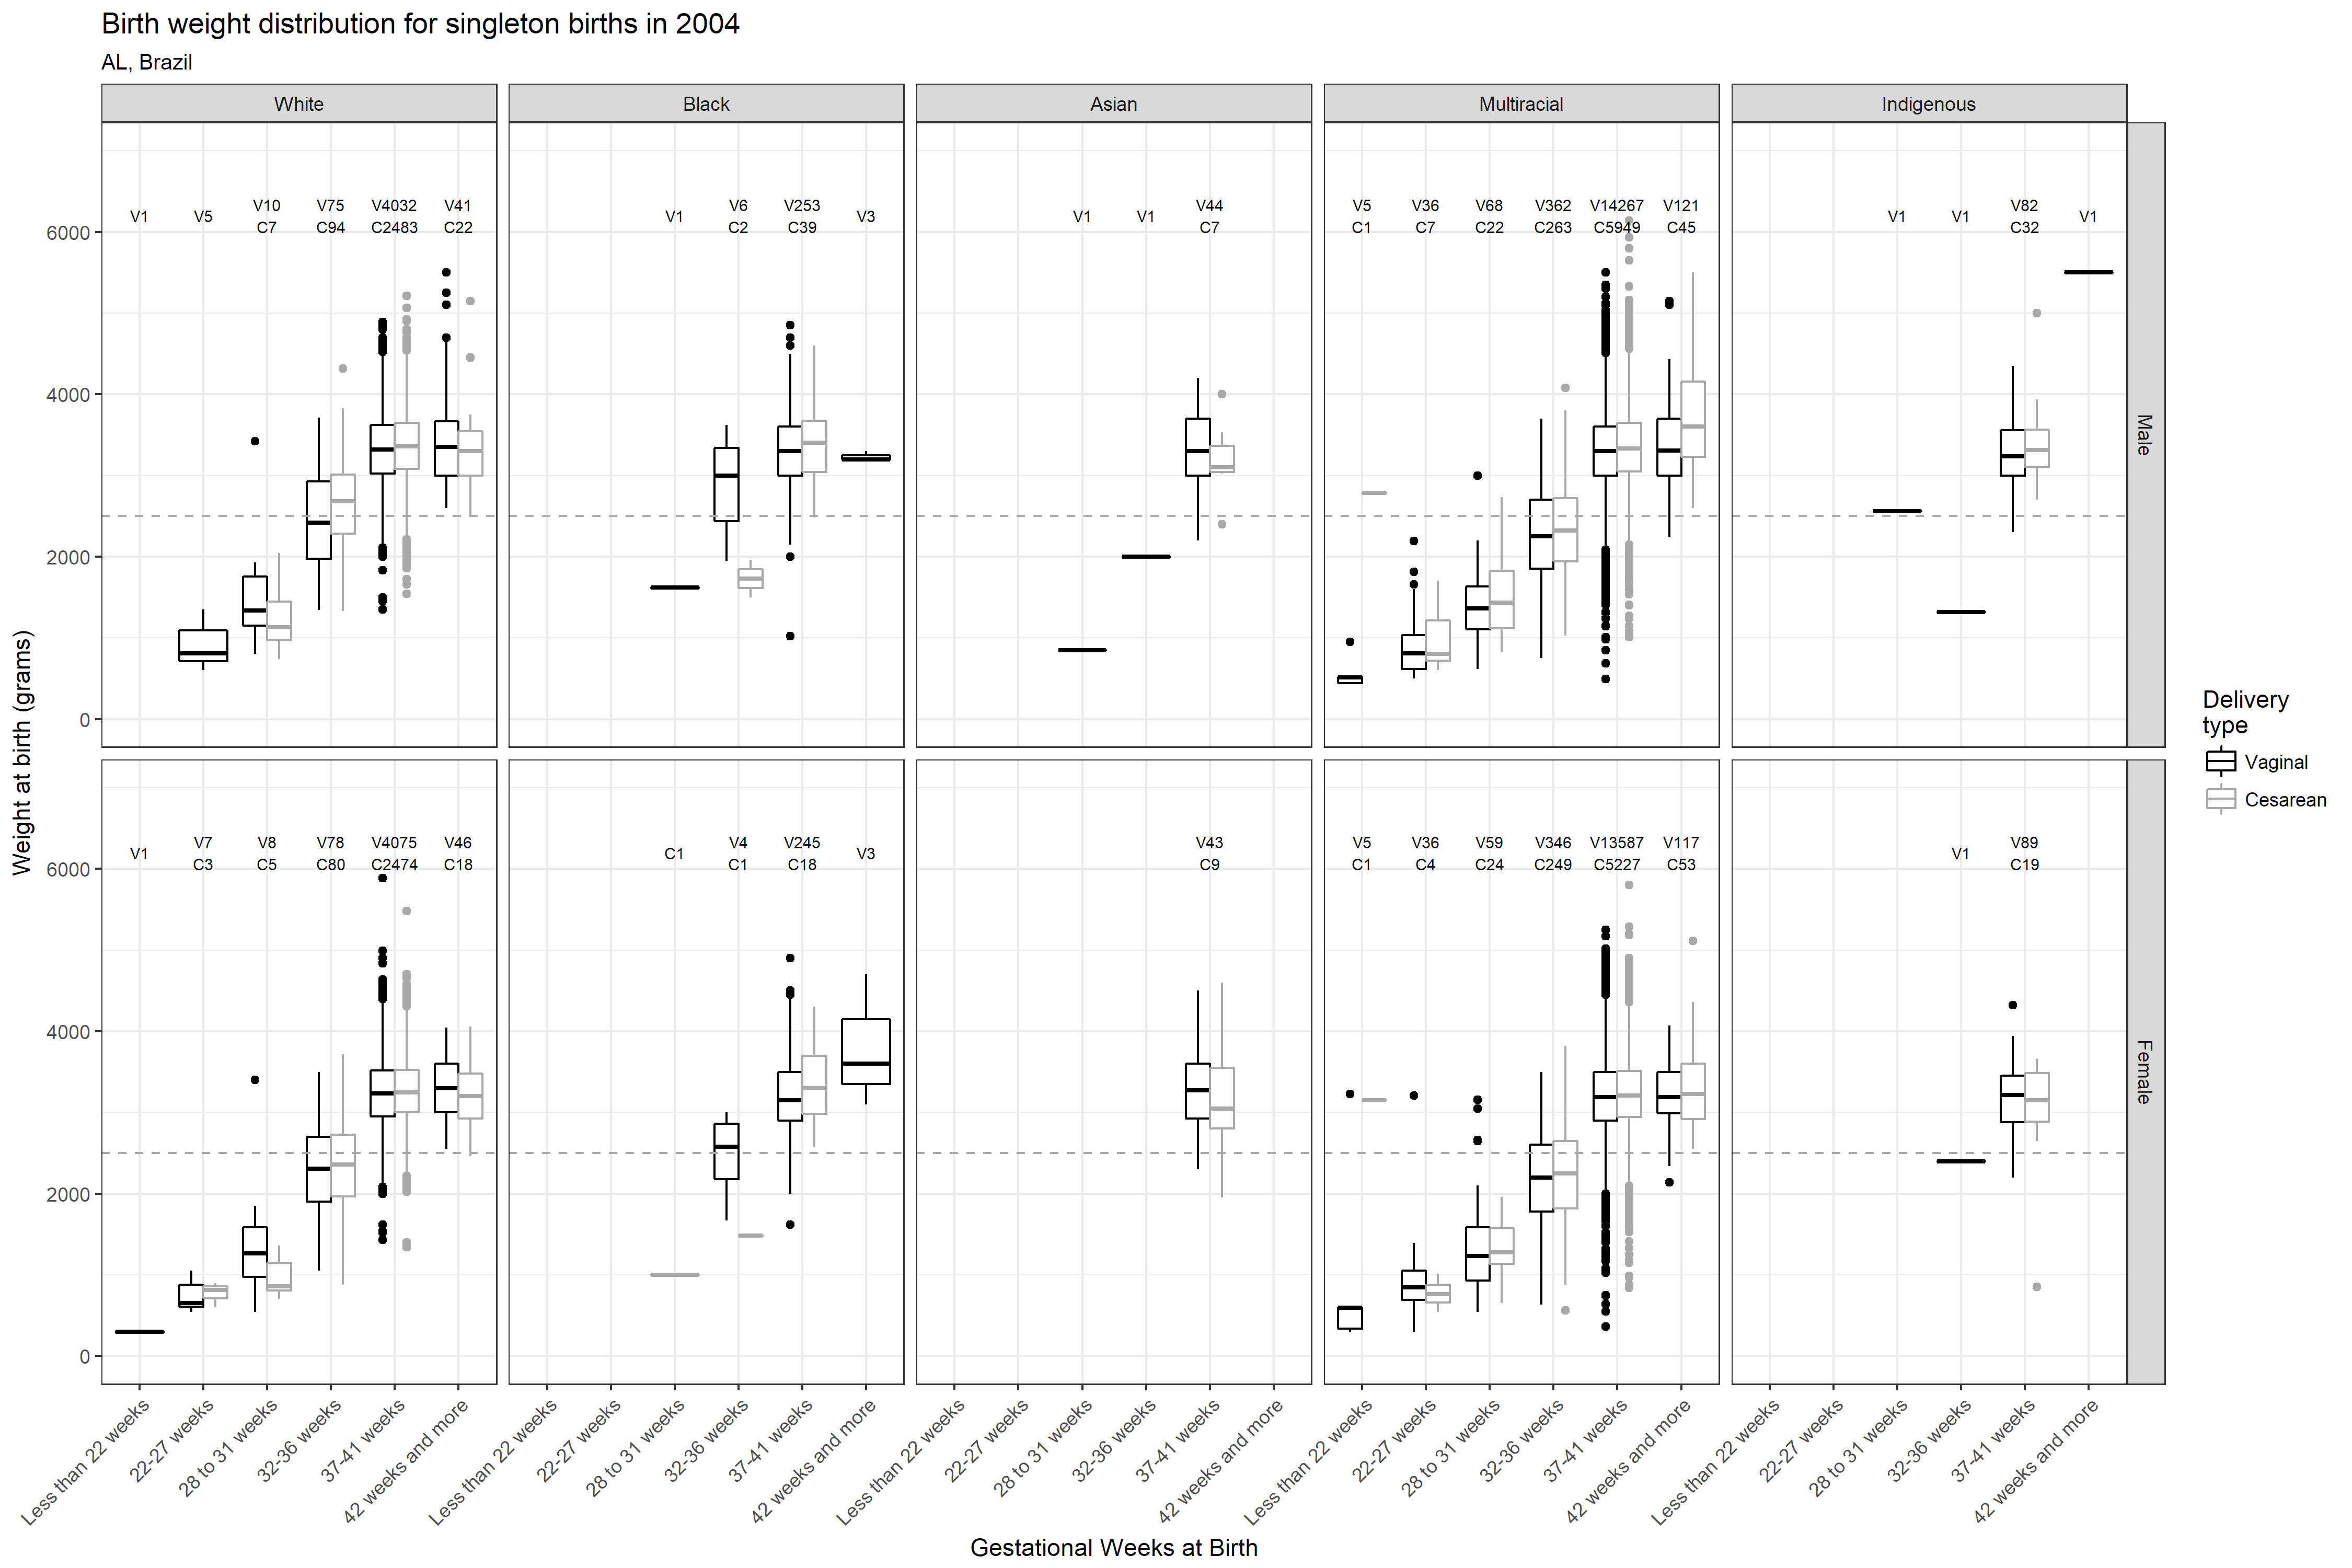 Birth weight distribution for singleton births in 2004
AL, Brazil
White
Black
Asian
Multiracial
Indigenous
V1 V5 V10 V75 V4032 V41
C7 C94 C2483 C22
V1 V6 V253 V3
C2 C39
V1 V1 V44
C7
V5 V36 V68 V362 V14267 V121
C1 C7 C22 C263 C5949 C45
V1 V1 V82 V1
C32
6000
4000
2000
0
Male
V1 V7 V8 V78 V4075 V46
C3 C5 C80 C2474 C18
C1 V4 V245 V3
C1 C18
V43
C9
V5 V36 V59 V346 V13587 V117
C1 C4 C24 C249 C5227 C53
V1 V89
C19
6000
4000
2000
0
Female
Weight at birth (grams)
Less than 22 weeks
22-27 weeks
28 to 31 weeks
32-36 weeks
37-41 weeks
42 weeks and more
Less than 22 weeks
22-27 weeks
28 to 31 weeks
32-36 weeks
37-41 weeks
42 weeks and more
Less than 22 weeks
22-27 weeks
28 to 31 weeks
32-36 weeks
37-41 weeks
42 weeks and more
Less than 22 weeks
22-27 weeks
28 to 31 weeks
32-36 weeks
37-41 weeks
42 weeks and more
Less than 22 weeks
22-27 weeks
28 to 31 weeks
32-36 weeks
37-41 weeks
42 weeks and more
Gestational Weeks at Birth
Delivery
type
Vaginal
Cesarean